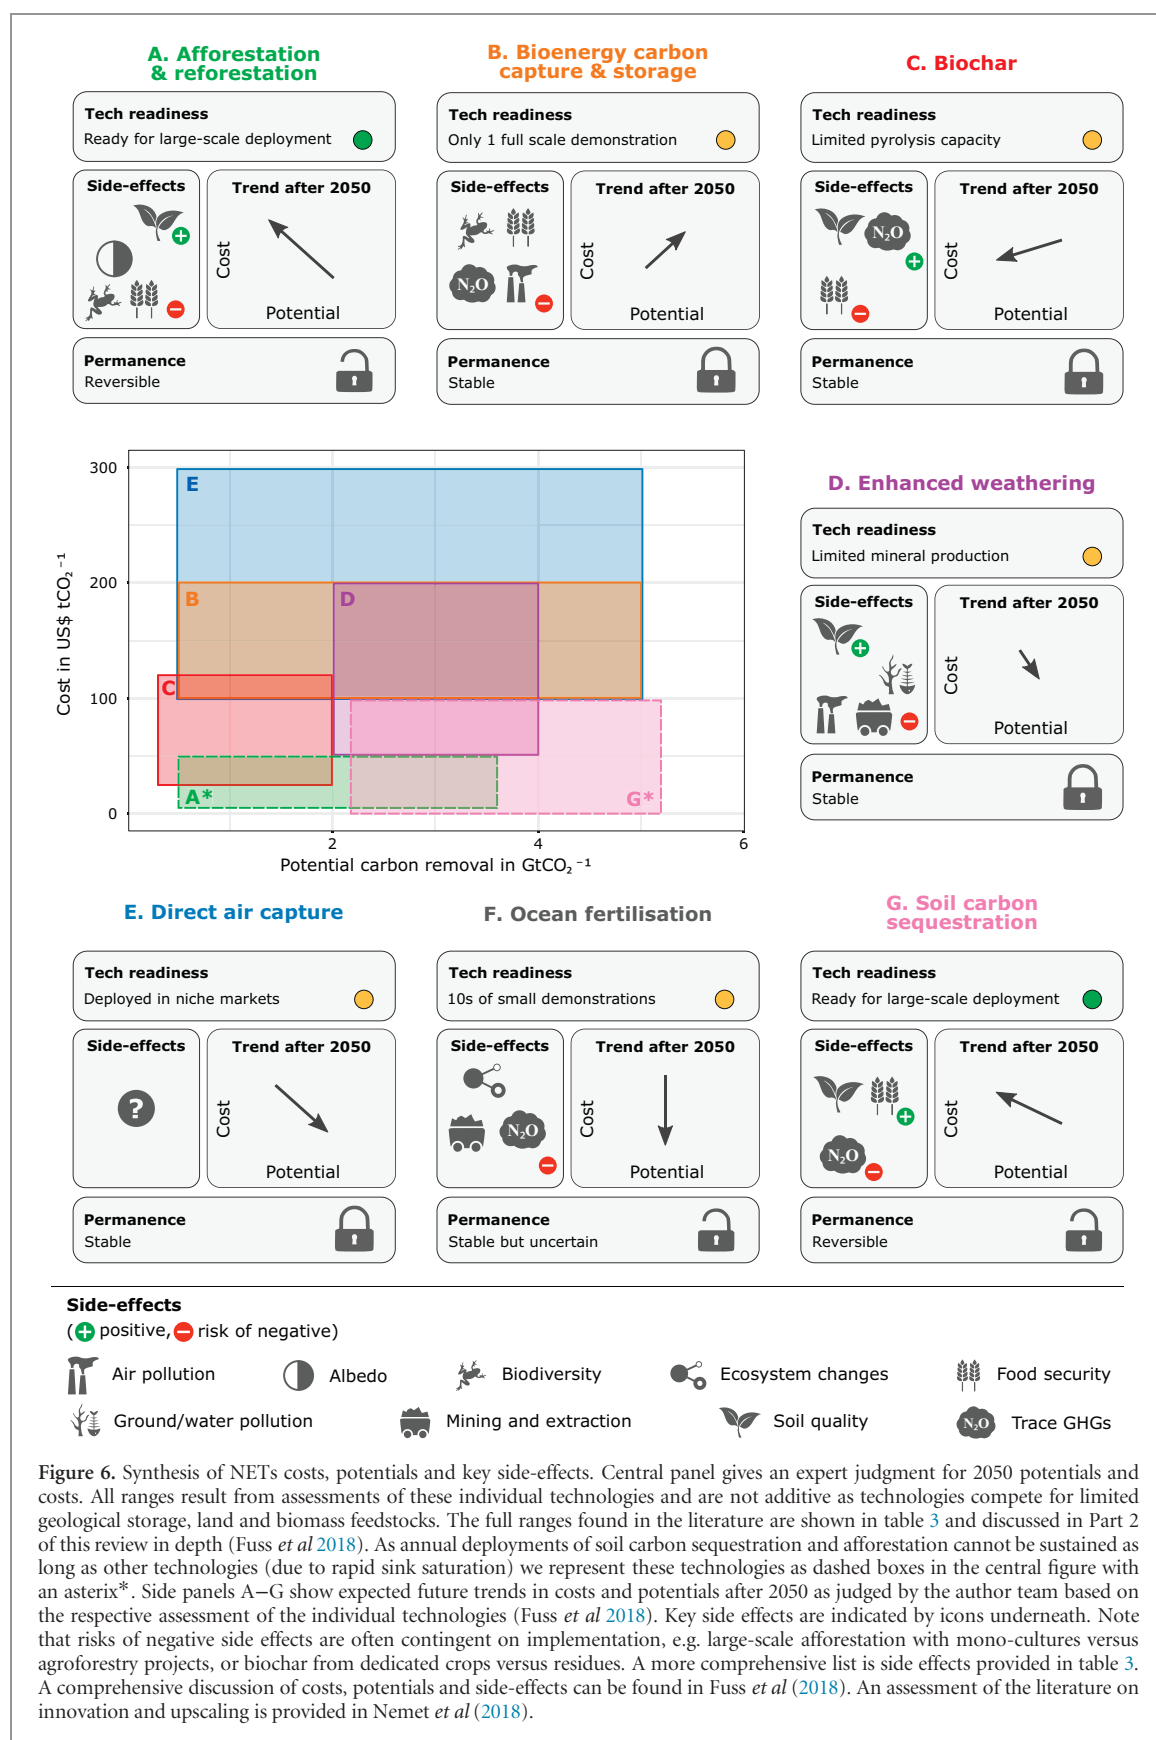 A. Afforestation
& reforestation
Tech readiness
Ready for large-scale deployment
Side-effects
Trend after 2050
Cost
Potential
Permanence
Reversible
B. Bioenergy carbon
capture & storage
Tech readiness
Only 1 full scale demonstration
Side-effects
N₂O
Trend after 2050
Cost
Potential
Permanence
Stable
C. Biochar
Tech readiness
Limited pyrolysis capacity
Side-effects
N₂O
Trend after 2050
Cost
Potential
Permanence
Stable
Cost in US$ tCO₂⁻¹
300
200
100
0
E
B
D
C
A*
G*
2
4
6
Potential carbon removal in GtCO₂⁻¹
D. Enhanced weathering
Tech readiness
Limited mineral production
Side-effects
Trend after 2050
Cost
Potential
Permanence
Stable
E. Direct air capture
Tech readiness
Deployed in niche markets
Side-effects
?
Trend after 2050
Cost
Potential
Permanence
Stable
F. Ocean fertilisation
Tech readiness
10s of small demonstrations
Side-effects
N₂O
Trend after 2050
Cost
Potential
Permanence
Stable but uncertain
G. Soil carbon
sequestration
Tech readiness
Ready for large-scale deployment
Side-effects
N₂O
Trend after 2050
Cost
Potential
Permanence
Reversible
Side-effects
(+ positive, − risk of negative)
Air pollution
Albedo
Biodiversity
Ecosystem changes
Food security
Ground/water pollution
Mining and extraction
Soil quality
N₂O
Trace GHGs
Figure 6. Synthesis of NETs costs, potentials and key side-effects. Central panel gives an expert judgment for 2050 potentials and
costs. All ranges result from assessments of these individual technologies and are not additive as technologies compete for limited
geological storage, land and biomass feedstocks. The full ranges found in the literature are shown in table 3 and discussed in Part 2
of this review in depth (Fuss et al 2018). As annual deployments of soil carbon sequestration and afforestation cannot be sustained as
long as other technologies (due to rapid sink saturation) we represent these technologies as dashed boxes in the central figure with
an asterix*. Side panels A–G show expected future trends in costs and potentials after 2050 as judged by the author team based on
the respective assessment of the individual technologies (Fuss et al 2018). Key side effects are indicated by icons underneath. Note
that risks of negative side effects are often contingent on implementation, e.g. large-scale afforestation with mono-cultures versus
agroforestry projects, or biochar from dedicated crops versus residues. A more comprehensive list is side effects provided in table 3.
A comprehensive discussion of costs, potentials and side-effects can be found in Fuss et al (2018). An assessment of the literature on
innovation and upscaling is provided in Nemet et al (2018).